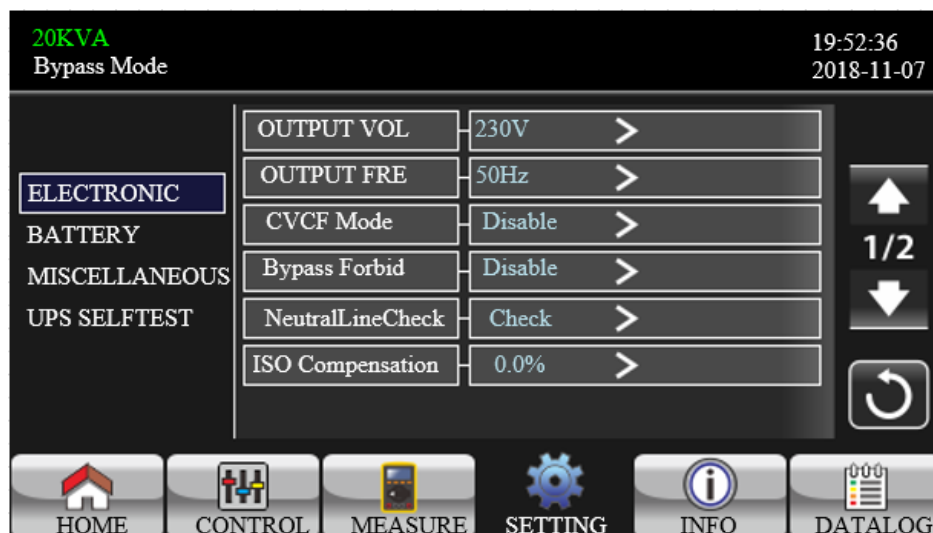 20KVA
Bypass Mode
19:52:36
2018-11-07
ELECTRONIC
BATTERY
MISCELLANEOUS
UPS SELFTEST
OUTPUT VOL 230V >
OUTPUT FRE 50Hz >
CVCF Mode Disable >
Bypass Forbid Disable >
NeutralLineCheck Check >
ISO Compensation 0.0% >
1/2
HOME CONTROL MEASURE SETTING INFO DATALOG